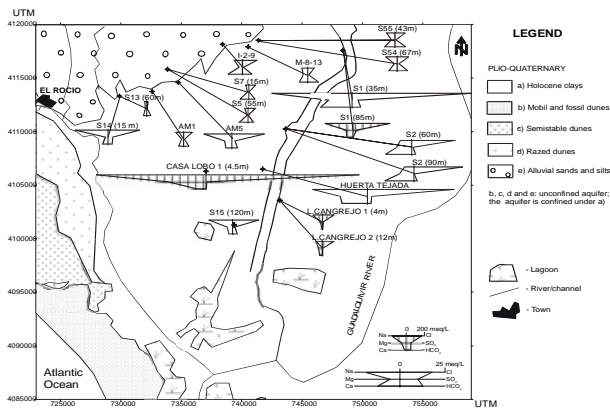 UTM
4120000
4115000
4110000
4105000
4100000
4095000
4090000
4085000
725000
730000
735000
740000
745000
750000
755000
UTM
S55 (43m)
S54 (67m)
I-2-9
M-8-13
S7 (15m)
EL ROCIO
S13 (60m)
S1 (35m)
S5 (55m)
S14 (15 m)
AM1
AM5
S1 (85m)
S2 (60m)
CASA LOBO 1 (4.5m)
S2 (90m)
HUERTA TEJADA
S15 (120m)
L CANGREJO 1 (4m)
L CANGREJO 2 (12m)
GUADALQUIVIR RIVER
Atlantic
Ocean
0 200 meq/L
Na Cl
Mg SO₄
Ca HCO₃
0 25 meq/L
Na Cl
Mg SO₄
Ca HCO₃
LEGEND
PLIO-QUATERNARY
a) Holocene clays
b) Mobil and fossil dunes
c) Semistable dunes
d) Razed dunes
e) Alluvial sands and silts
b, c, d and e: unconfined aquifer;
the aquifer is confined under a)
- Lagoon
- River/channel
- Town